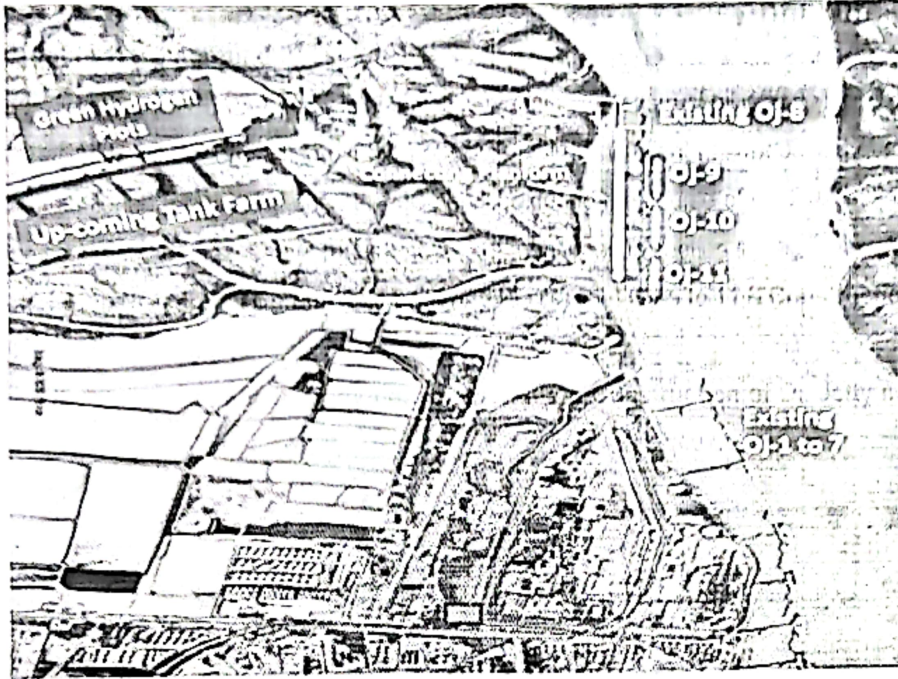 Green Hydrogen
Plots
Up-coming Tank Farm
Existing OJ-8
OJ-9
OJ-10
OJ-11
Existing
OJ-1 to 7